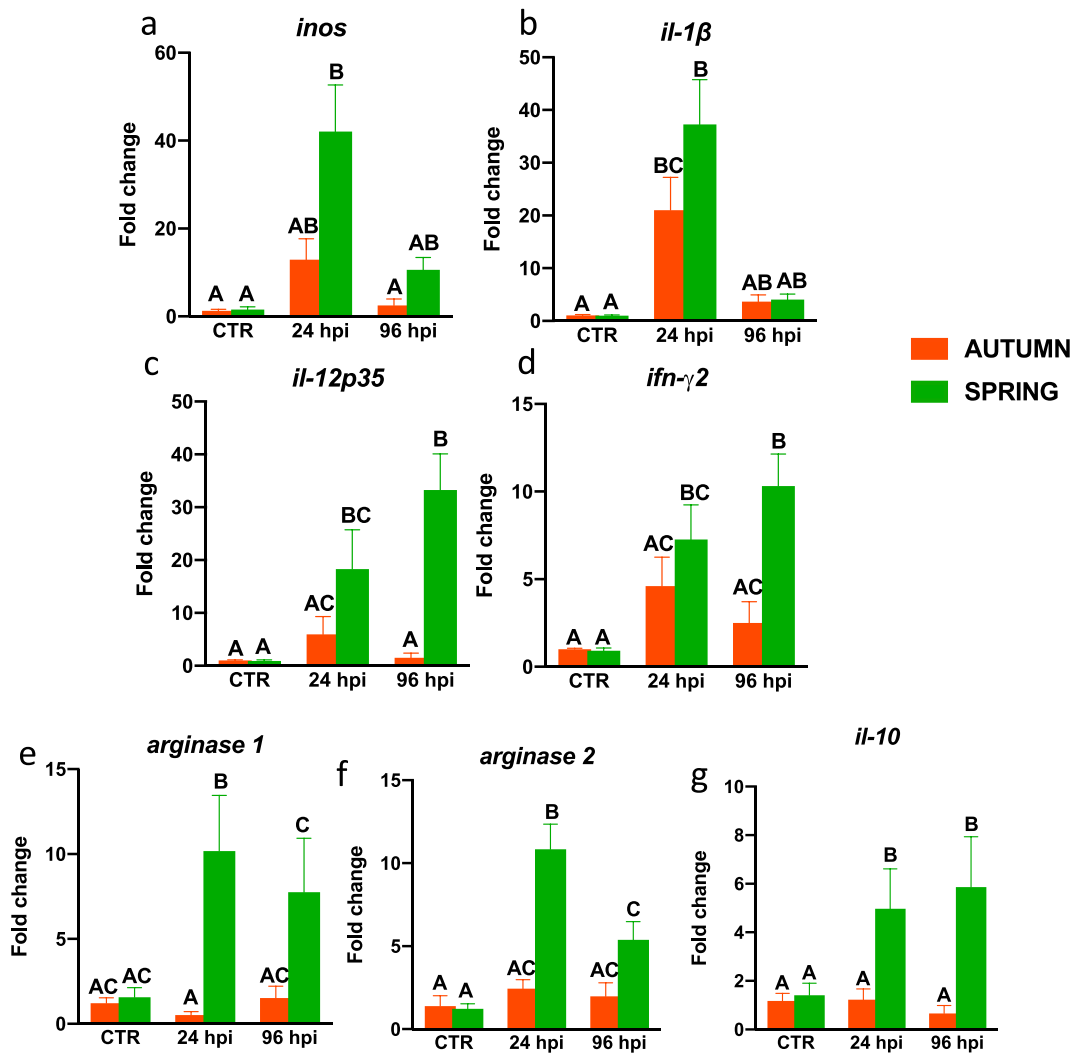 a
inos
Fold change
60
40
20
0
A
A
AB
B
A
AB
CTR
24 hpi
96 hpi
b
il-1β
Fold change
50
40
30
20
10
0
A
A
BC
B
AB
AB
CTR
24 hpi
96 hpi
AUTUMN
SPRING
c
il-12p35
Fold change
50
40
30
20
10
0
A
A
AC
BC
A
B
CTR
24 hpi
96 hpi
d
ifn-γ2
Fold change
15
10
5
0
A
A
AC
BC
AC
B
CTR
24 hpi
96 hpi
e
arginase 1
Fold change
15
10
5
0
AC
AC
A
B
AC
C
CTR
24 hpi
96 hpi
f
arginase 2
Fold change
15
10
5
0
A
A
AC
B
AC
C
CTR
24 hpi
96 hpi
g
il-10
Fold change
10
8
6
4
2
0
A
A
A
B
A
B
CTR
24 hpi
96 hpi